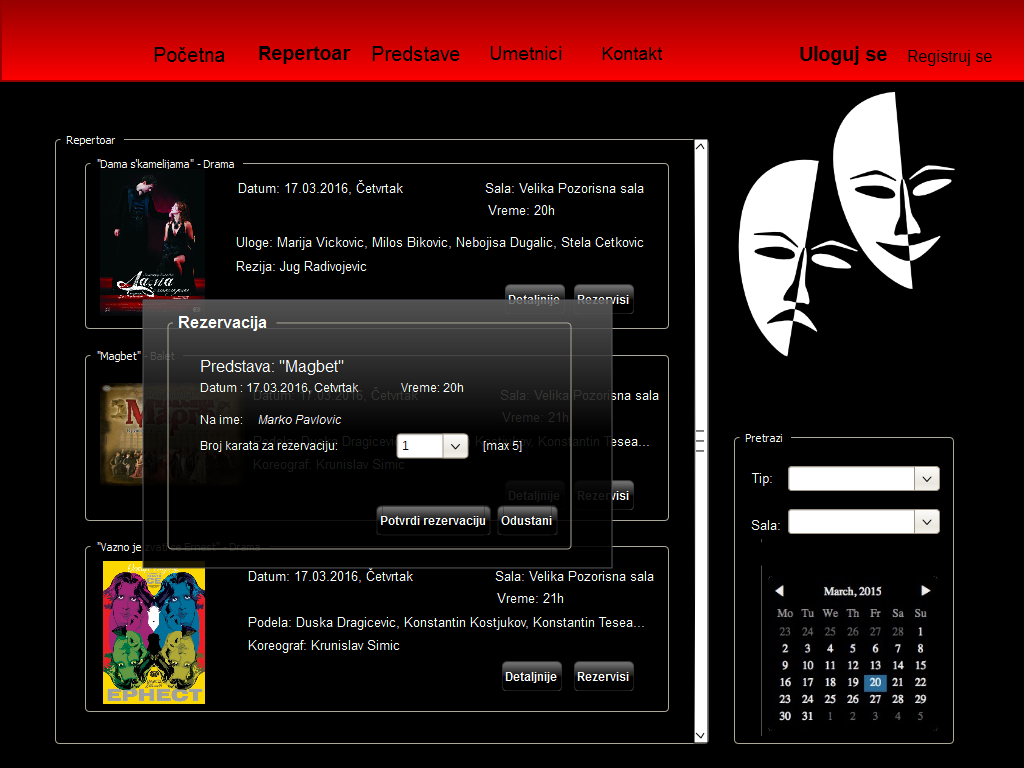 Početna Repertoar Predstave Umetnici Kontakt Uloguj se Registruj se
Repertoar
"Dama s'kamelijama" - Drama
Datum: 17.03.2016, Četvrtak Sala: Velika Pozorisna sala
Vreme: 20h
Uloge: Marija Vickovic, Milos Bikovic, Nebojisa Dugalic, Stela Cetkovic
Rezija: Jug Radivojevic
Detaljnije Rezervisi
Rezervacija
"Magbet" - Balet
Predstava: "Magbet"
Datum : 17.03.2016, Cetvrtak Vreme: 20h
Datum: 17.03.2016, Četvrtak Sala: Velika Pozorisna sala
Vreme: 21h
Na ime: Marko Pavlovic
Broj karata za rezervaciju: 1 [max 5]
Podela: Duska Dragicevic, Konstantin Tesea...
Koreograf: Krunislav Simic
Detaljnije Rezervisi
Potvrdi rezervaciju Odustani
"Vazno je zvati se Ernest" - Drama
Datum: 17.03.2016, Četvrtak Sala: Velika Pozorisna sala
Vreme: 21h
Podela: Duska Dragicevic, Konstantin Kostjukov, Konstantin Tesea...
Koreograf: Krunislav Simic
EPHECT
Detaljnije Rezervisi
Pretrazi
Tip:
Sala:
March, 2015
Mo Tu We Th Fr Sa Su
23 24 25 26 27 28 1
2 3 4 5 6 7 8
9 10 11 12 13 14 15
16 17 18 19 20 21 22
23 24 25 26 27 28 29
30 31 1 2 3 4 5